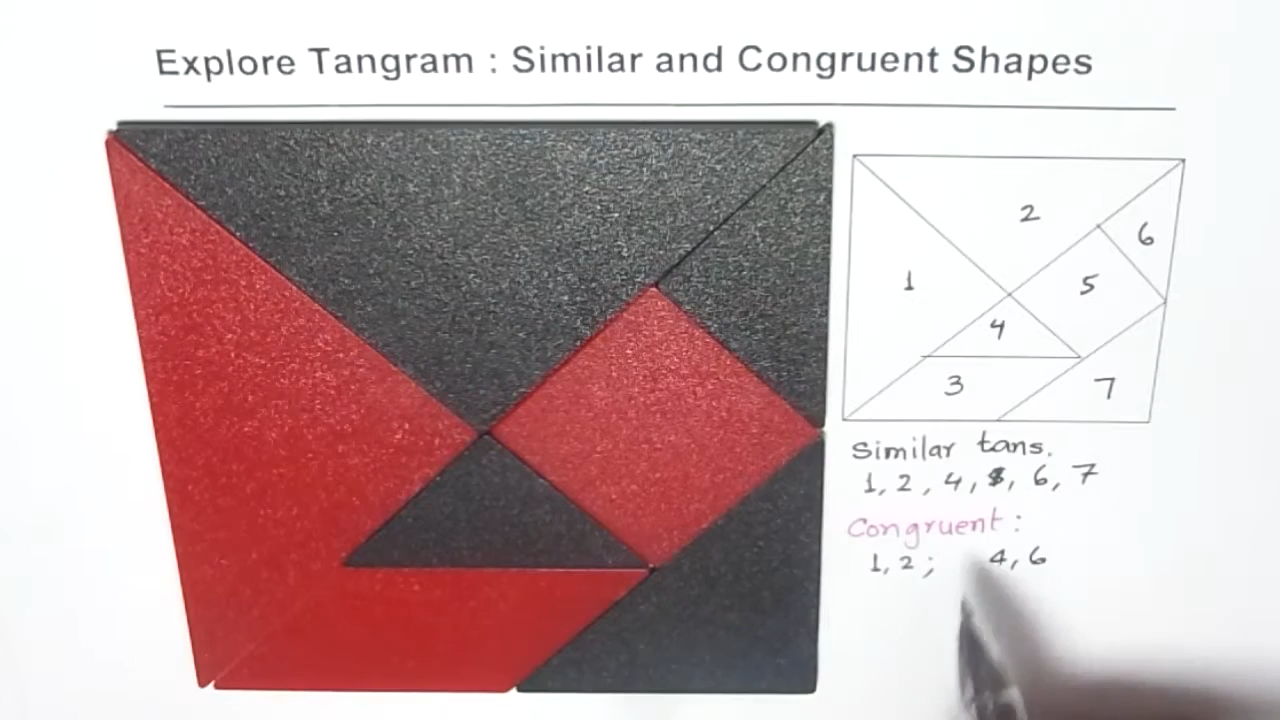 Explore Tangram : Similar and Congruent Shapes
2
6
1
5
4
3
7
Similar tans.
1, 2, 4, 6, 7
Congruent :
1, 2 ; 4, 6